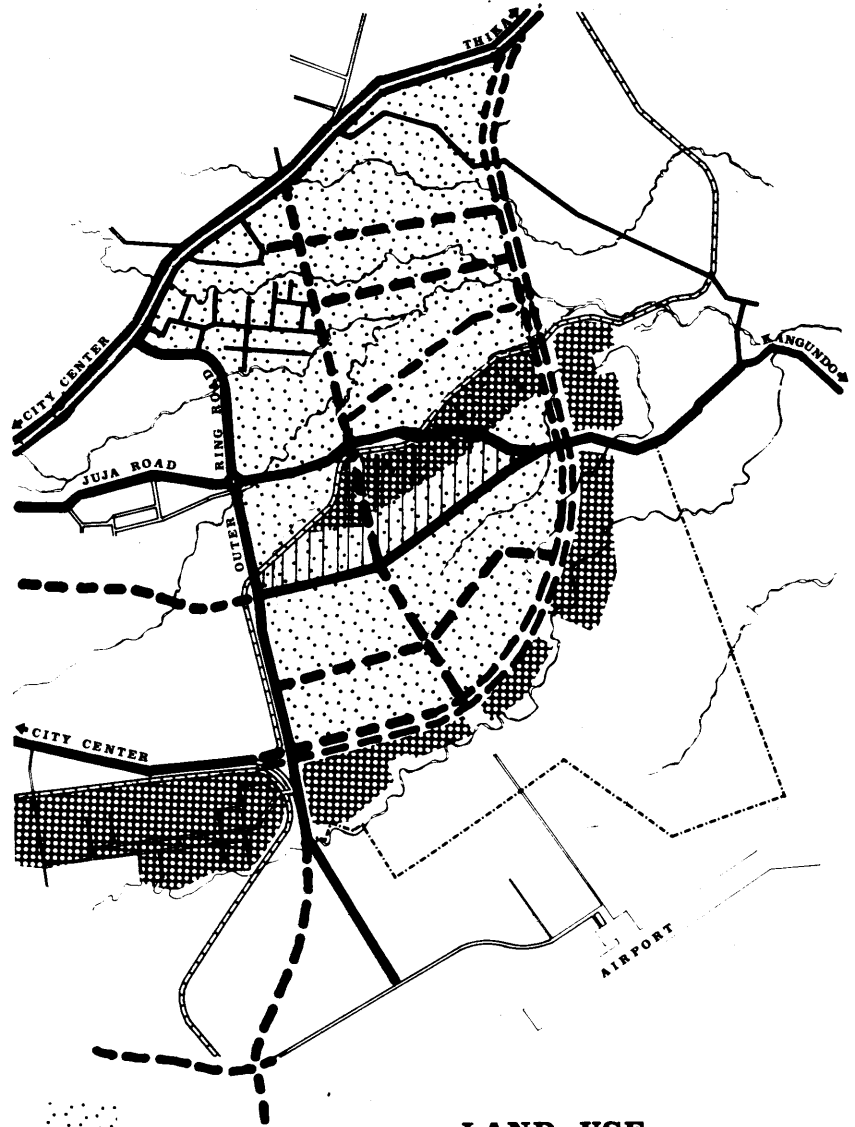 THIKA
CITY CENTER
KANGUNDO
JUJA ROAD
OUTER RING ROAD
CITY CENTER
AIRPORT
LAND USE